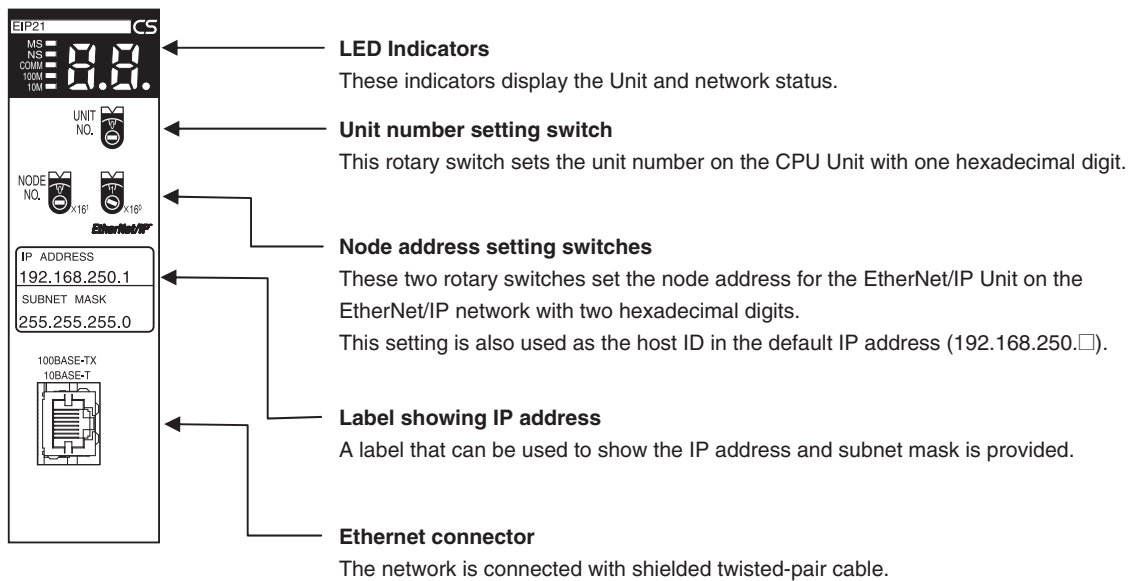 EIP21
CS
MS
NS
COMM
100M
10M
8.8.
UNIT
NO.
NODE
NO.
×16¹
×16⁰
EtherNet/IP
IP ADDRESS
192.168.250.1
SUBNET MASK
255.255.255.0
100BASE-TX
10BASE-T
LED Indicators
These indicators display the Unit and network status.
Unit number setting switch
This rotary switch sets the unit number on the CPU Unit with one hexadecimal digit.
Node address setting switches
These two rotary switches set the node address for the EtherNet/IP Unit on the
EtherNet/IP network with two hexadecimal digits.
This setting is also used as the host ID in the default IP address (192.168.250.□).
Label showing IP address
A label that can be used to show the IP address and subnet mask is provided.
Ethernet connector
The network is connected with shielded twisted-pair cable.